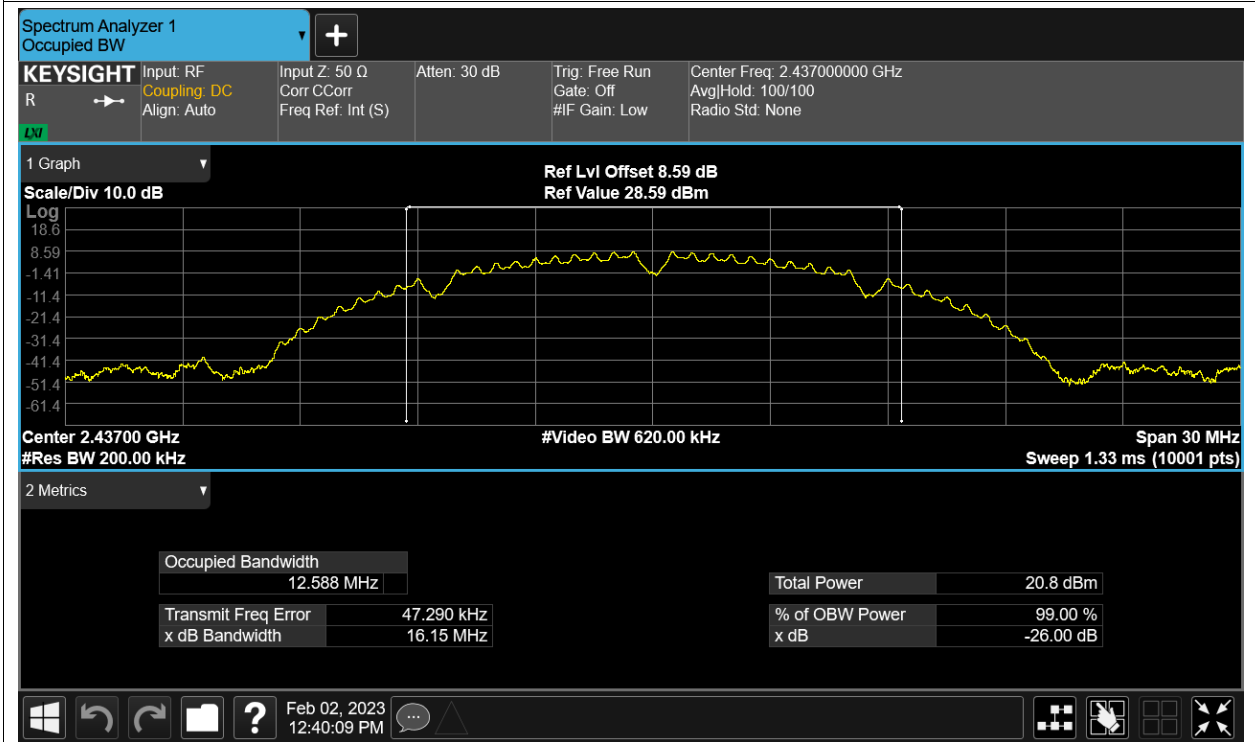 Spectrum Analyzer 1
Occupied BW
KEYSIGHT
R
LXI
Input: RF
Coupling: DC
Align: Auto
Input Z: 50 Ω
Corr CCorr
Freq Ref: Int (S)
Atten: 30 dB
Trig: Free Run
Gate: Off
#IF Gain: Low
Center Freq: 2.437000000 GHz
Avg|Hold: 100/100
Radio Std: None
1 Graph
Scale/Div 10.0 dB
Ref Lvl Offset 8.59 dB
Ref Value 28.59 dBm
Log
18.6
8.59
-1.41
-11.4
-21.4
-31.4
-41.4
-51.4
-61.4
Center 2.43700 GHz
#Res BW 200.00 kHz
#Video BW 620.00 kHz
Span 30 MHz
Sweep 1.33 ms (10001 pts)
2 Metrics
Occupied Bandwidth
12.588 MHz
Transmit Freq Error 47.290 kHz
x dB Bandwidth 16.15 MHz
Total Power 20.8 dBm
% of OBW Power 99.00 %
x dB -26.00 dB
?
Feb 02, 2023
12:40:09 PM